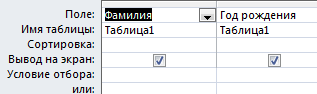 Поле: Фамилия Год рождения
Имя таблицы: Таблица1 Таблица1
Сортировка:
Вывод на экран:
Условие отбора:
или: